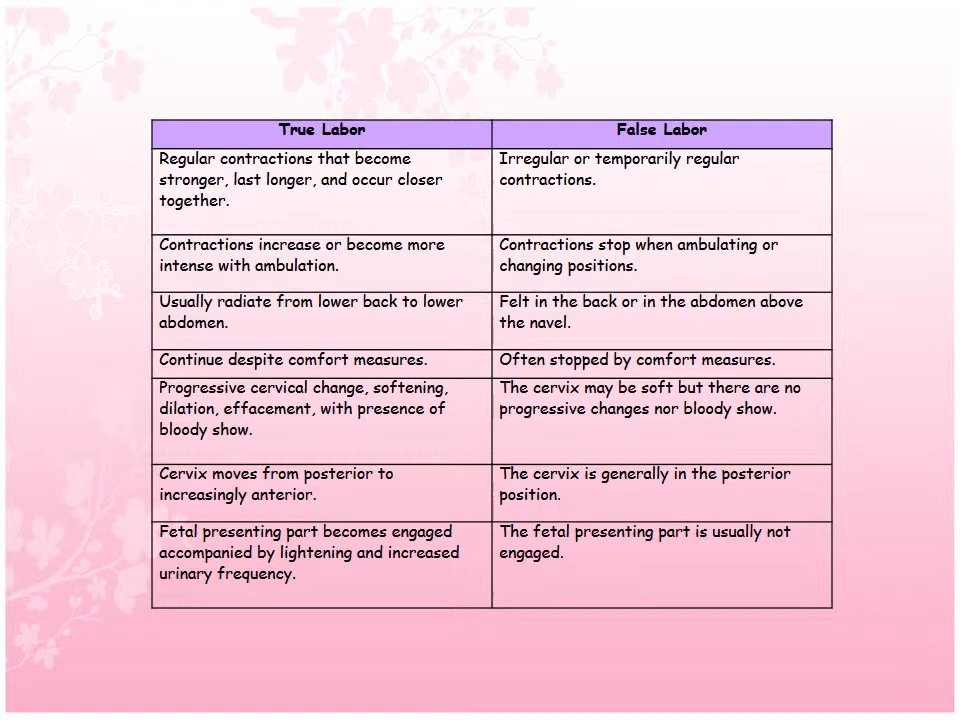 True Labor
False Labor
Regular contractions that become
stronger, last longer, and occur closer
together.
Irregular or temporarily regular
contractions.
Contractions increase or become more
intense with ambulation.
Contractions stop when ambulating or
changing positions.
Usually radiate from lower back to lower
abdomen.
Felt in the back or in the abdomen above
the navel.
Continue despite comfort measures.
Often stopped by comfort measures.
Progressive cervical change, softening,
dilation, effacement, with presence of
bloody show.
The cervix may be soft but there are no
progressive changes nor bloody show.
Cervix moves from posterior to
increasingly anterior.
The cervix is generally in the posterior
position.
Fetal presenting part becomes engaged
accompanied by lightening and increased
urinary frequency.
The fetal presenting part is usually not
engaged.